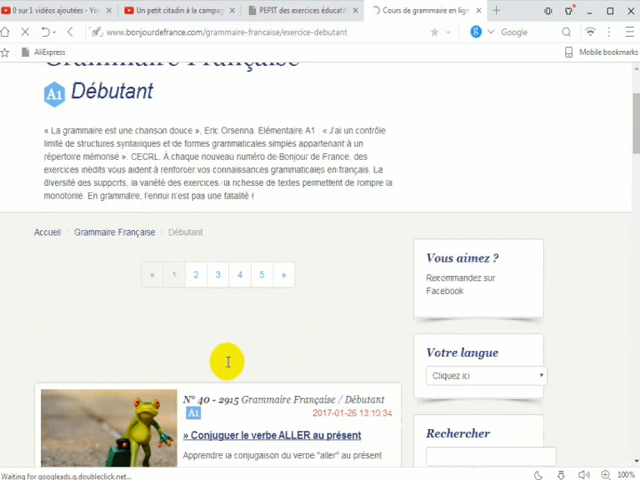 0 sur 1 vidéos ajoutées - Yo
Un petit citadin à la campag
PEPIT des exercices éducatif
Cours de grammaire en lign
www.bonjourdefrance.com/grammaire-francaise/exercice-debutant
Google
AliExpress
Mobile bookmarks
Grammaire Française
A1 Débutant
« La grammaire est une chanson douce », Eric Orsenna. Elémentaire A1 : « J'ai un contrôle
limité de structures syntaxiques et de formes grammaticales simples appartenant à un
répertoire mémorisé ». CECRL. À chaque nouveau numéro de Bonjour de France, des
exercices inédits vous aident à renforcer vos connaissances grammaticales en français. La
diversité des supports, la variété des exercices, la richesse de textes permettent de rompre la
monotonie. En grammaire, l'ennui n'est pas une fatalité !
Accueil / Grammaire Française / Débutant
« 1 2 3 4 5 »
Vous aimez ?
Recommandez sur
Facebook
Votre langue
Cliquez ici
Rechercher
N° 40 - 2915 Grammaire Française / Débutant
A1
2017-01-26 13:19:34
» Conjuguer le verbe ALLER au présent
Apprendre la conjugaison du verbe "aller" au présent
Waiting for googleads.g.doubleclick.net...
100%